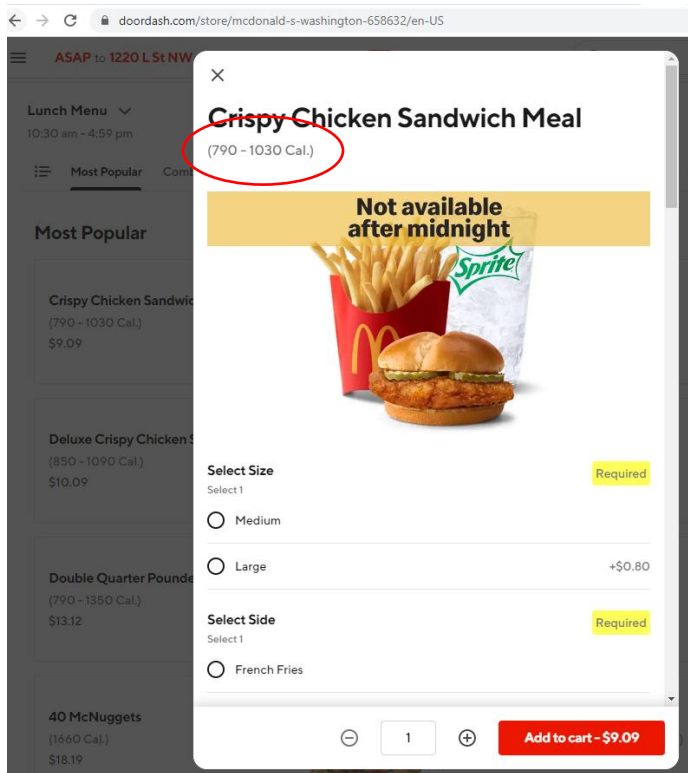 doordash.com/store/mcdonald-s-washington-658632/en-US
ASAP to 1220 L St NW
Lunch Menu
10:30 am - 4:59 pm
Most Popular
Most Popular
Crispy Chicken
(790 - 1030 Cal.)
$9.09
Deluxe Crispy Chicken
(850 - 1090 Cal.)
$10.09
Double Quarter
(790 - 1350 Cal.)
$13.12
40 McNuggets
(1660 Cal.)
$18.19
Crispy Chicken Sandwich Meal
(790 - 1030 Cal.)
Not available
after midnight
Sprite
Select Size
Required
Select 1
Medium
Large
+$0.80
Select Side
Required
Select 1
French Fries
1
Add to cart - $9.09